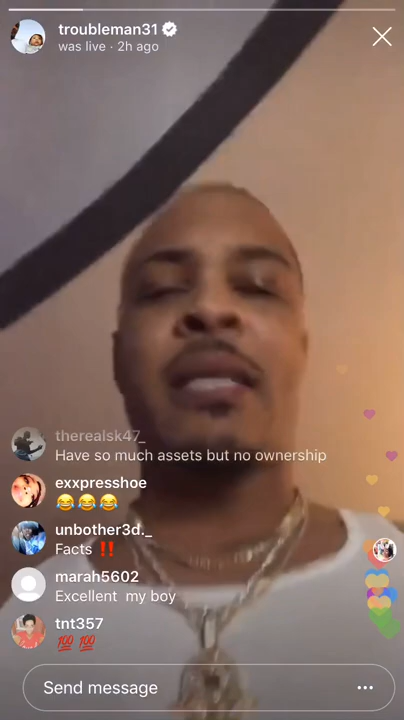 troubleman31
was live · 2h ago
therealsk47_
Have so much assets but no ownership
exxpresshoe
😂😂😂
unbother3d._
Facts ‼️
marah5602
Excellent my boy
tnt357
💯 💯
Send message